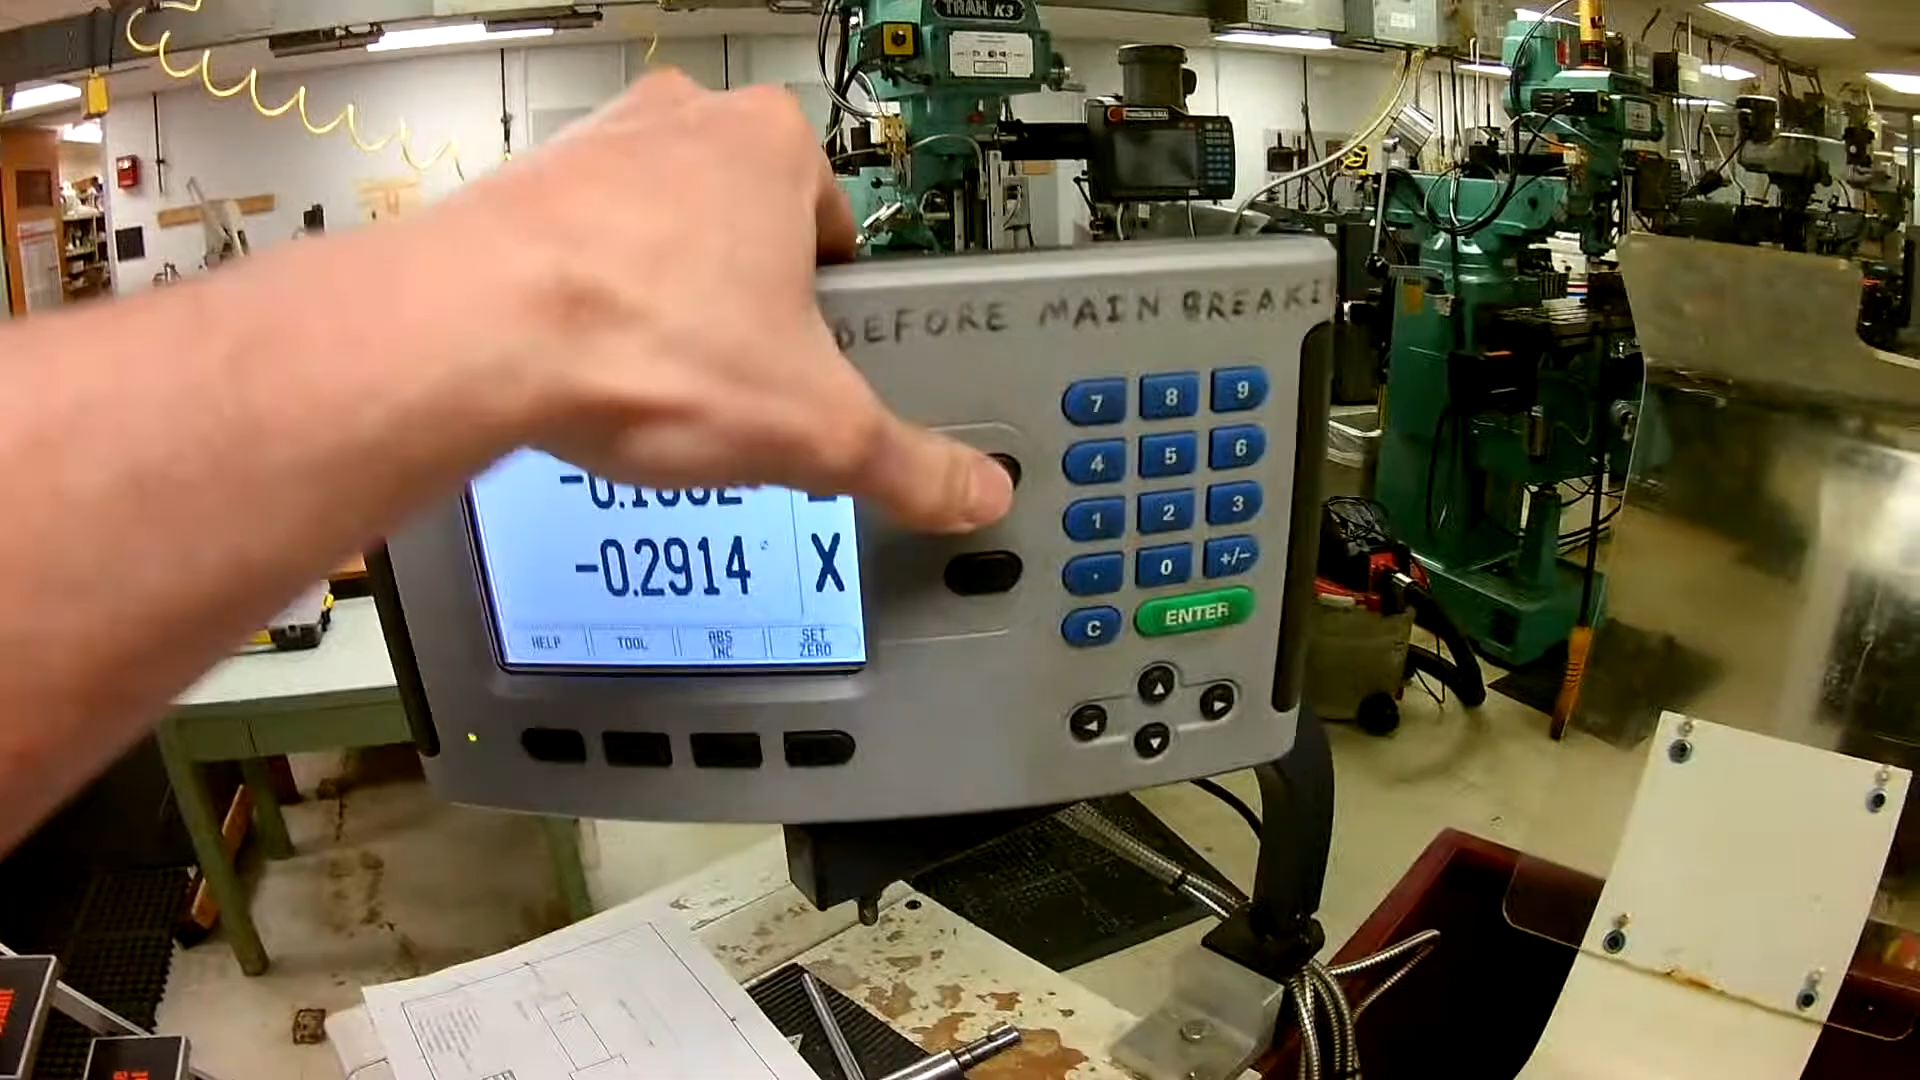 TRAK K3
BEFORE MAIN BREAKE
7 8 9
4 5 6
1 2 3
. 0 +/-
C ENTER
-0.2914 X
HELP TOOL ABS INC SET ZERO